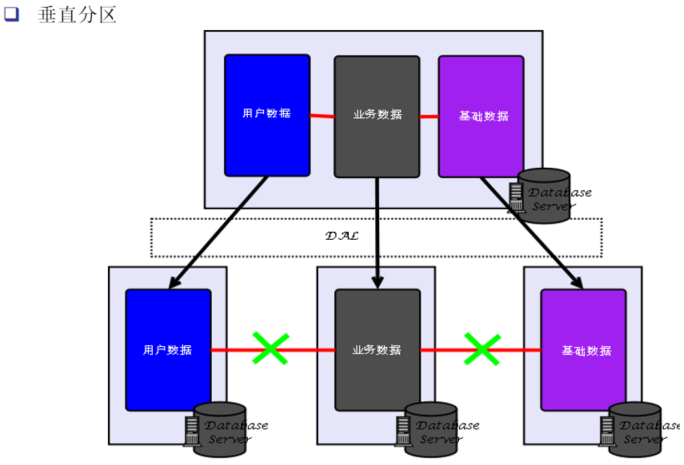 垂直分区
用户数据
业务数据
基础数据
Database
Server
DAL
用户数据
业务数据
基础数据
Database
Server
Database
Server
Database
Server